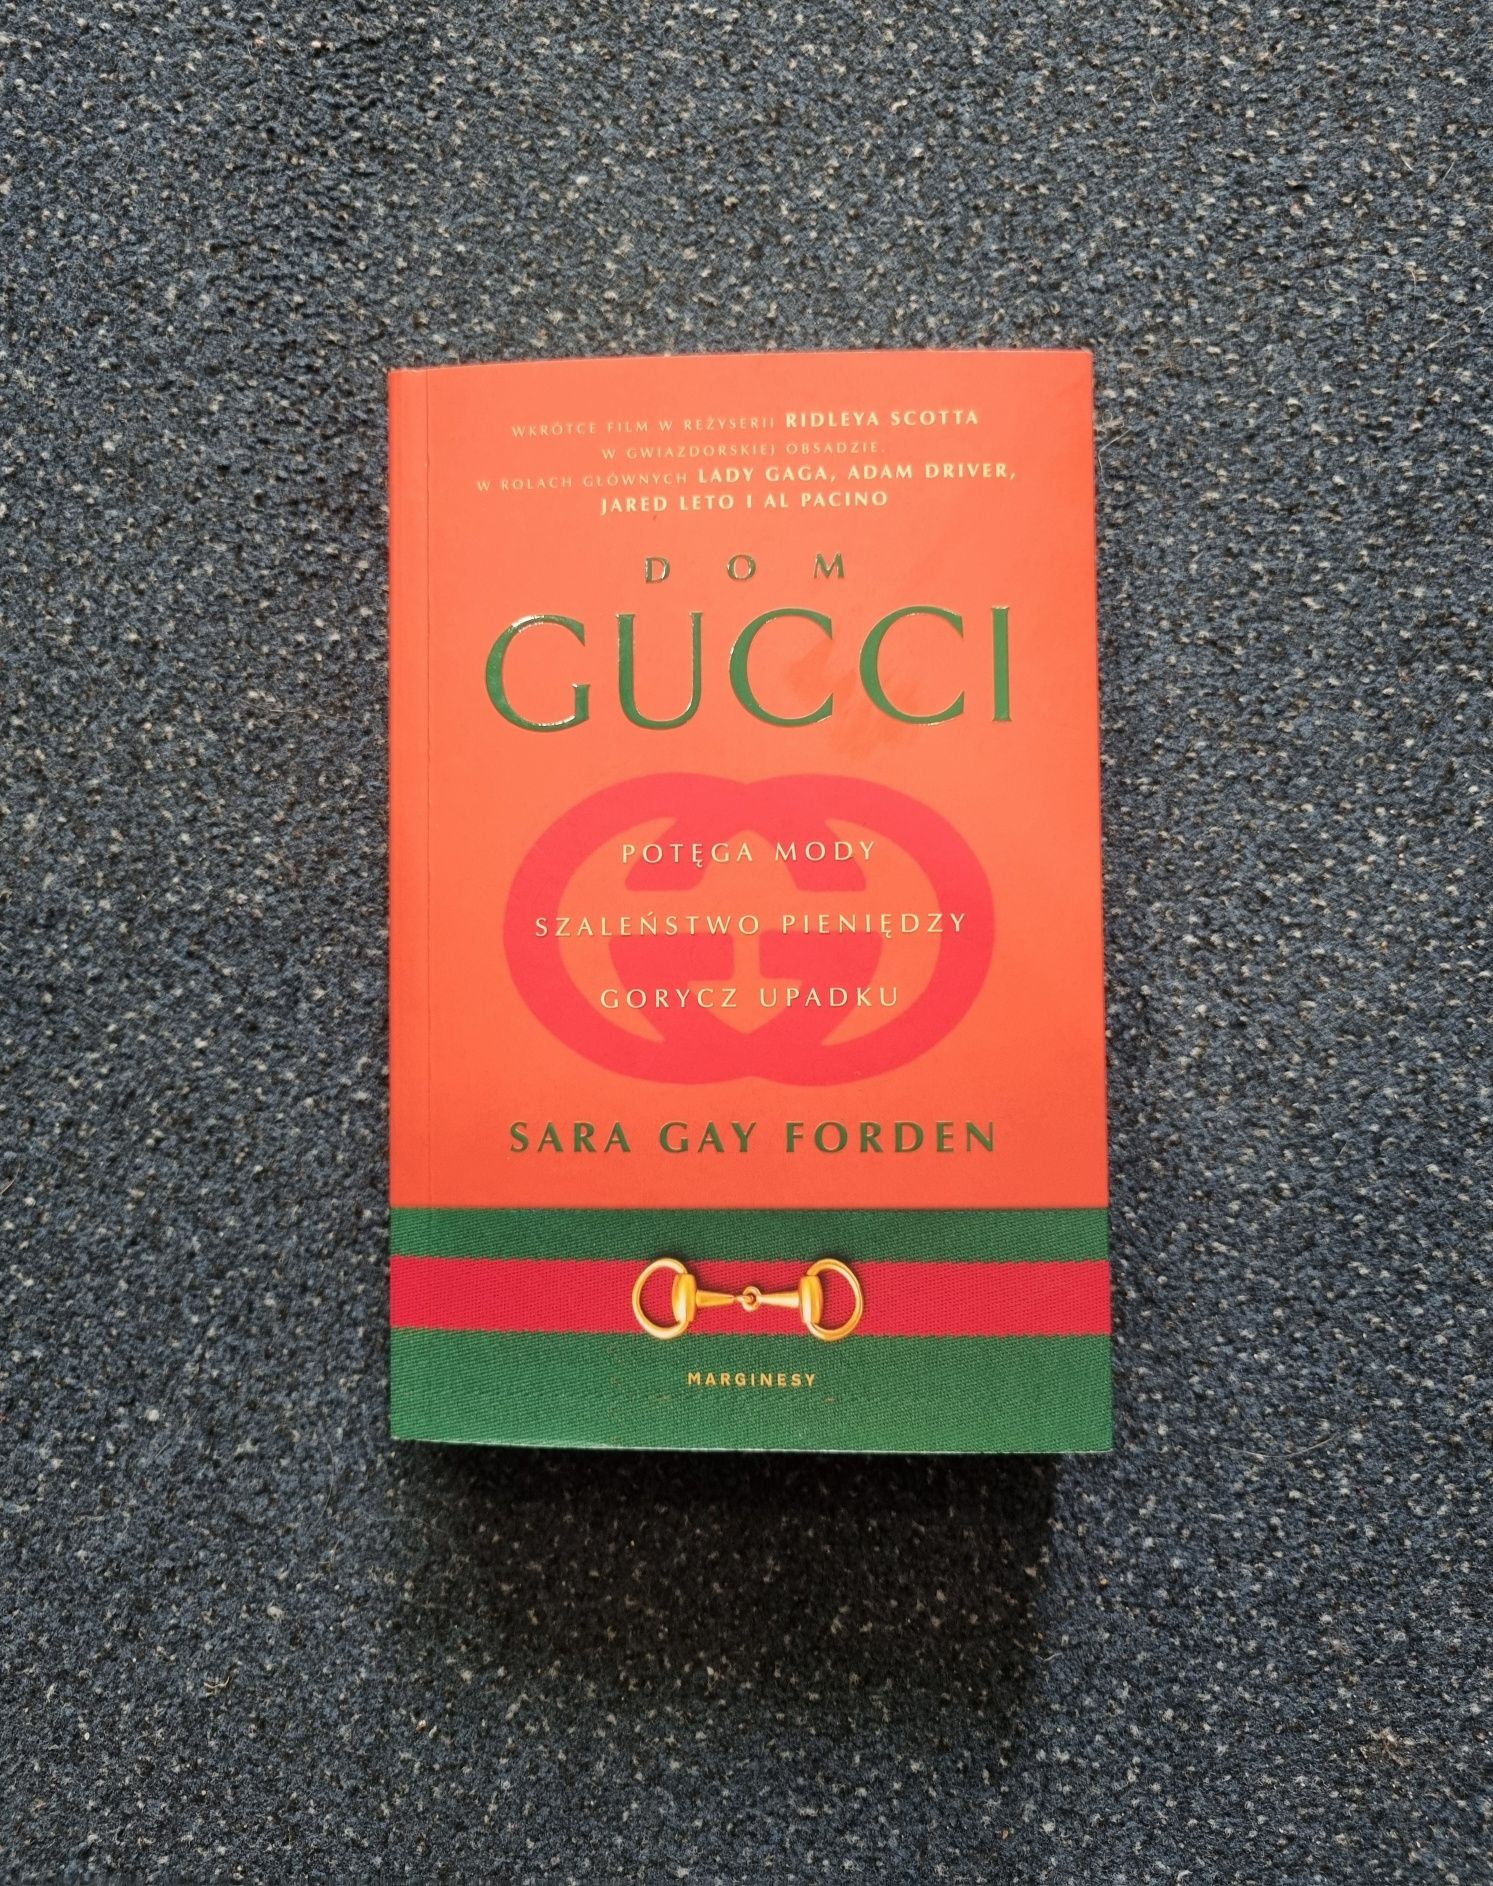 WKRÓTCE FILM W REŻYSERII RIDLEYA SCOTTA
W GWIAZDORSKIEJ OBSADZIE.
W ROLACH GŁÓWNYCH LADY GAGA, ADAM DRIVER,
JARED LETO I AL PACINO
DOM
GUCCI
POTĘGA MODY
SZALEŃSTWO PIENIĘDZY
GORYCZ UPADKU
SARA GAY FORDEN
MARGINESY